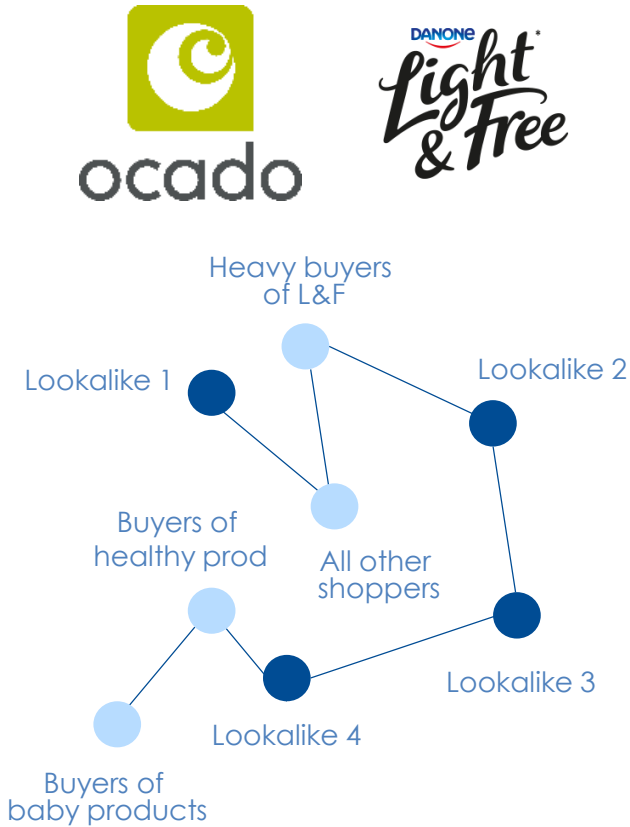 ocado
DANONE
Light
& Free
Heavy buyers
of L&F
Lookalike 1
Lookalike 2
Buyers of
healthy prod
All other
shoppers
Lookalike 3
Lookalike 4
Buyers of
baby products